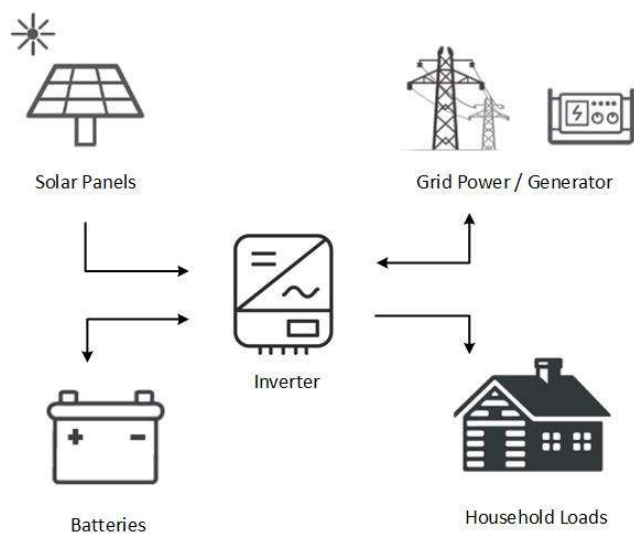 Solar Panels
Grid Power / Generator
Inverter
Batteries
Household Loads